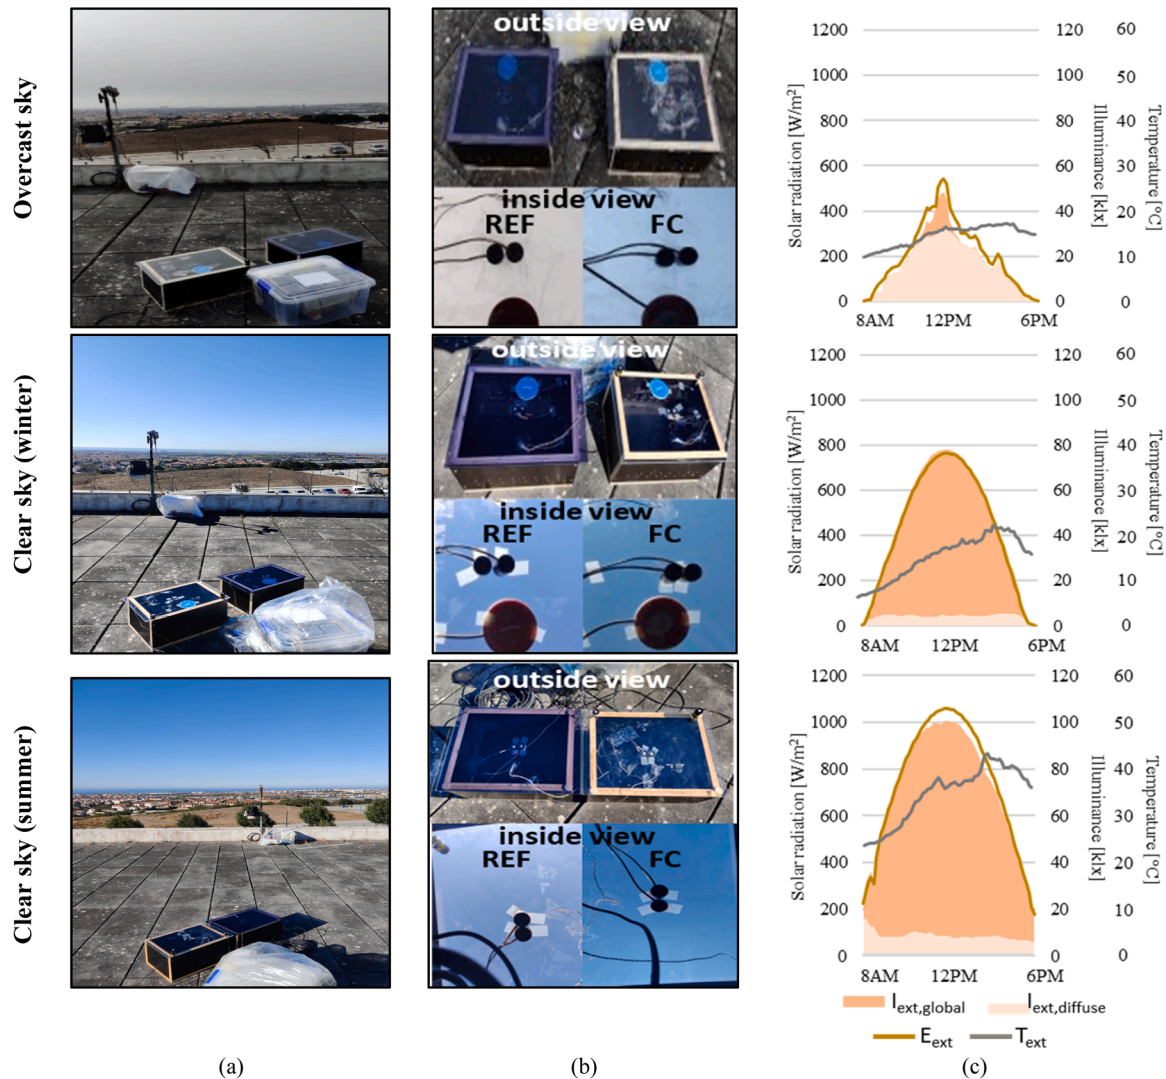 Overcast sky
outside view
inside view
REF FC
Solar radiation [W/m²]
1200
1000
800
600
400
200
0
120
100
80
60
40
20
0
Illuminance [klx]
60
50
40
30
20
10
0
Temperature [°C]
8AM 12PM 6PM
Clear sky (winter)
outside view
inside view
REF FC
Solar radiation [W/m²]
1200
1000
800
600
400
200
0
120
100
80
60
40
20
0
Illuminance [klx]
60
50
40
30
20
10
0
Temperature [°C]
8AM 12PM 6PM
Clear sky (summer)
outside view
inside view
REF FC
Solar radiation [W/m²]
1200
1000
800
600
400
200
0
120
100
80
60
40
20
0
Illuminance [klx]
60
50
40
30
20
10
0
Temperature [°C]
8AM 12PM 6PM
Iext,global Iext,diffuse
Eext Text
(a) (b) (c)